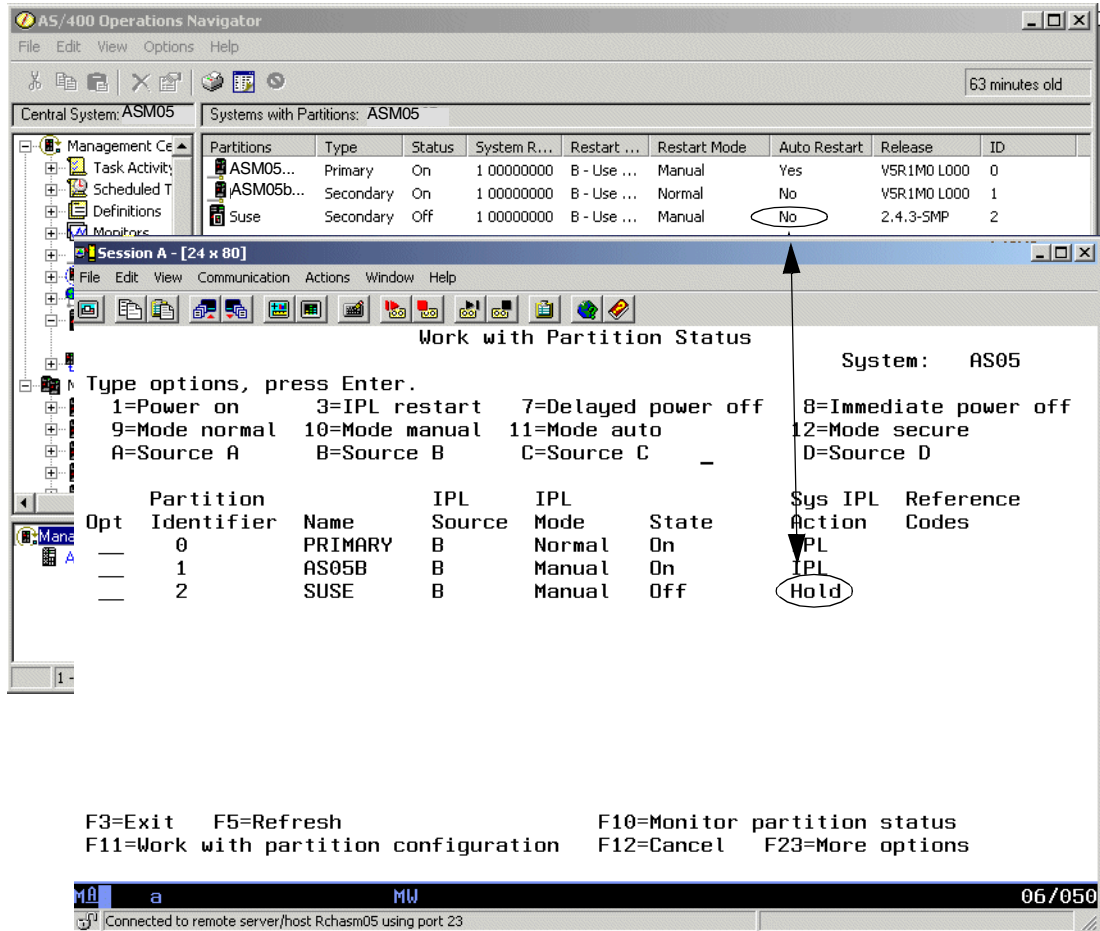 AS/400 Operations Navigator
File Edit View Options Help
63 minutes old
Central System: ASM05 Systems with Partitions: ASM05
Management Ce
Task Activity
Scheduled T
Definitions
Monitors
Partitions Type Status System R... Restart ... Restart Mode Auto Restart Release ID
ASM05... Primary On 1 00000000 B - Use ... Manual Yes V5R1M0 L000 0
ASM05b... Secondary On 1 00000000 B - Use ... Normal No V5R1M0 L000 1
Suse Secondary Off 1 00000000 B - Use ... Manual No 2.4.3-SMP 2
Session A - [24 x 80]
File Edit View Communication Actions Window Help
Work with Partition Status
System: AS05
Type options, press Enter.
1=Power on 3=IPL restart 7=Delayed power off 8=Immediate power off
9=Mode normal 10=Mode manual 11=Mode auto 12=Mode secure
A=Source A B=Source B C=Source C _ D=Source D
Partition IPL IPL Sys IPL Reference
Opt Identifier Name Source Mode State Action Codes
__ 0 PRIMARY B Normal On IPL
__ 1 AS05B B Manual On IPL
__ 2 SUSE B Manual Off Hold
Mana
A
1 -
F3=Exit F5=Refresh F10=Monitor partition status
F11=Work with partition configuration F12=Cancel F23=More options
MA a MW 06/050
Connected to remote server/host Rchasm05 using port 23